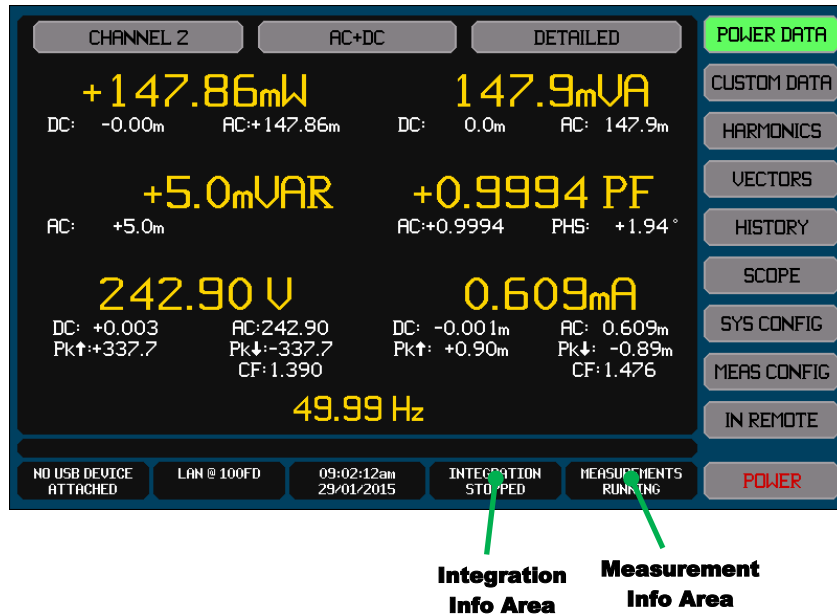 CHANNEL 2 AC+DC DETAILED POWER DATA
+147.86mW 147.9mVA CUSTOM DATA
DC: -0.00m AC:+147.86m DC: 0.0m AC: 147.9m HARMONICS
+5.0mVAR +0.9994 PF VECTORS
AC: +5.0m AC:+0.9994 PHS: +1.94° HISTORY
242.90 V 0.609mA SCOPE
DC: +0.003 AC:242.90 DC: -0.001m AC: 0.609m SYS CONFIG
Pk↑:+337.7 Pk↓:-337.7 Pk↑: +0.90m Pk↓: -0.89m
CF:1.390 CF:1.476 MEAS CONFIG
49.99 Hz IN REMOTE
NO USB DEVICE ATTACHED
LAN @ 100FD
09:02:12am
29/01/2015
INTEGRATION STOPPED
MEASUREMENTS RUNNING
POWER
Integration
Info Area
Measurement
Info Area